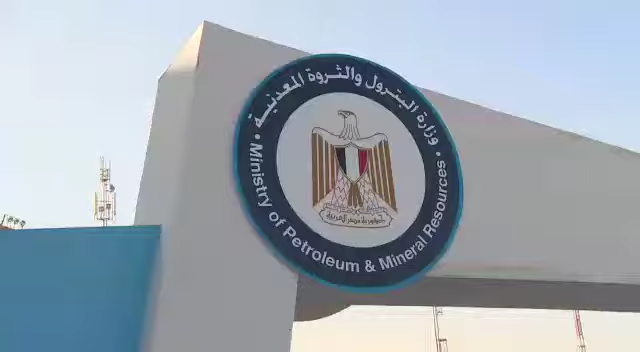 وزارة البترول والثروة المعدنية
Ministry of Petroleum & Mineral Resources
جمهورية مصر العربية